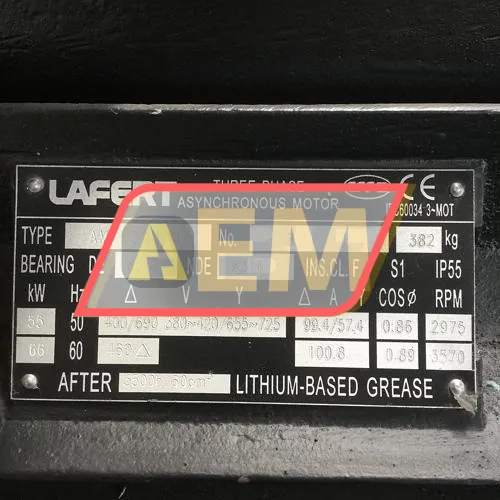 LAFERT THREE PHASE CE
ASYNCHRONOUS MOTOR IEC60034 3-MOT
AEM
TYPE No. 382 kg
BEARING NDE INS.CL.F S1 IP55
kW Hz Δ V Y Δ A Y COSØ RPM
55 50 400/690 380~420/655~725 99.4/57.4 0.86 2975
66 60 460Δ 100.8 0.89 3570
AFTER LITHIUM-BASED GREASE